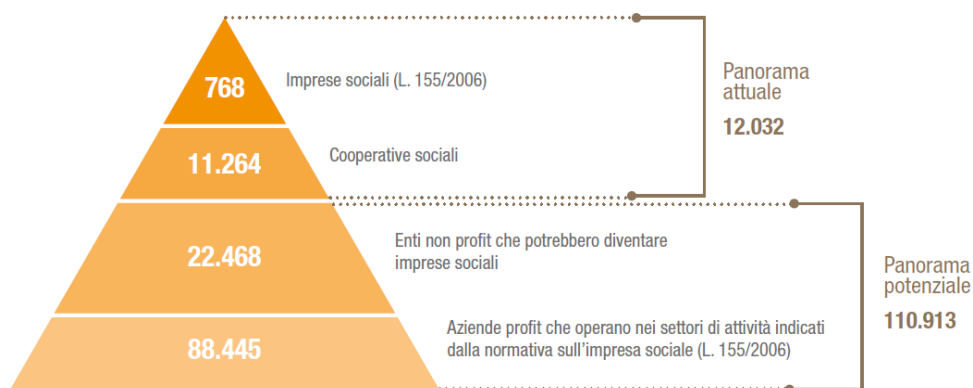 768
Imprese sociali (L. 155/2006)
Panorama
attuale
12.032
11.264
Cooperative sociali
22.468
Enti non profit che potrebbero diventare
imprese sociali
Panorama
potenziale
110.913
88.445
Aziende profit che operano nei settori di attività indicati
dalla normativa sull'impresa sociale (L. 155/2006)